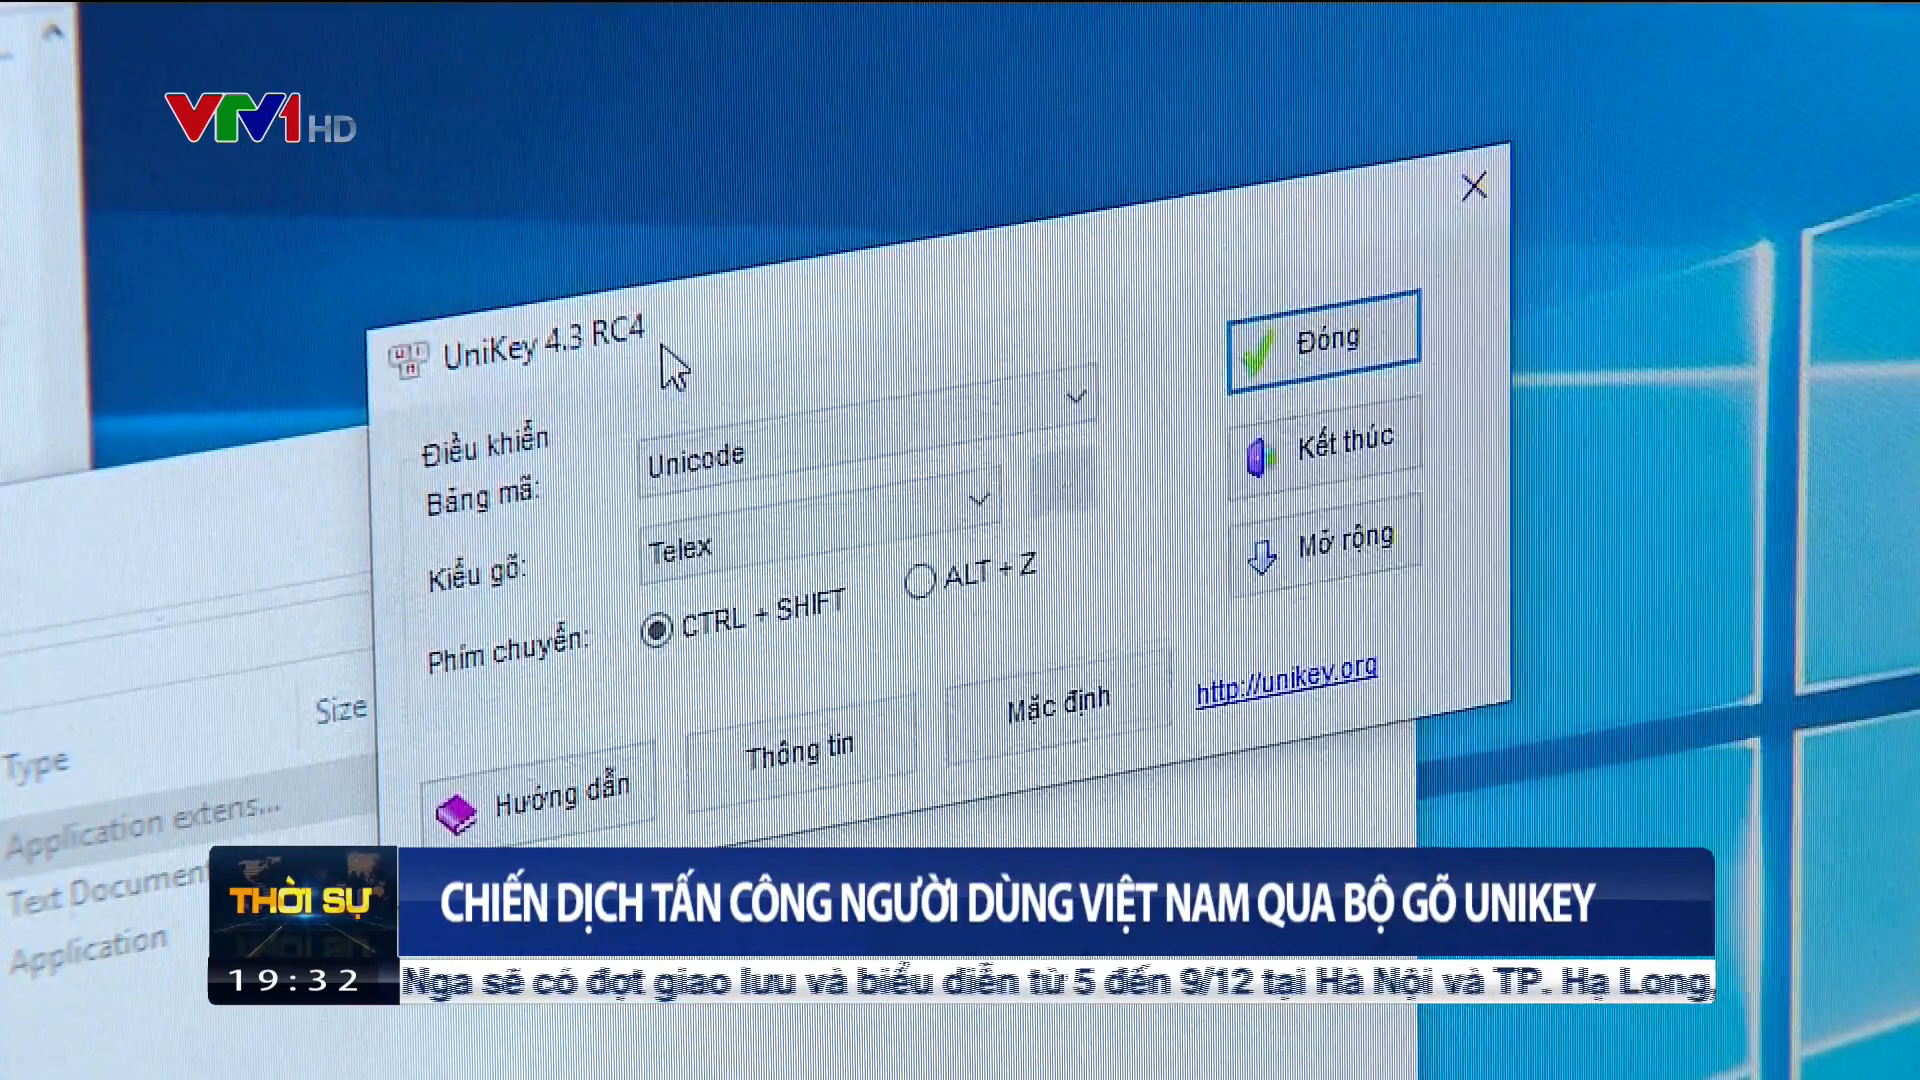 VTV1 HD
UniKey 4.3 RC4
Điều khiển
Bảng mã:
Unicode
Kiểu gõ:
Telex
Phím chuyển:
CTRL + SHIFT
ALT + Z
Đóng
Kết thúc
Mở rộng
Hướng dẫn
Thông tin
Mặc định
http://unikey.org
Size
Type
Application extens...
Text Document
Application
THỜI SỰ
CHIẾN DỊCH TẤN CÔNG NGƯỜI DÙNG VIỆT NAM QUA BỘ GÕ UNIKEY
19:32
Nga sẽ có đợt giao lưu và biểu diễn từ 5 đến 9/12 tại Hà Nội và TP. Hạ Long,